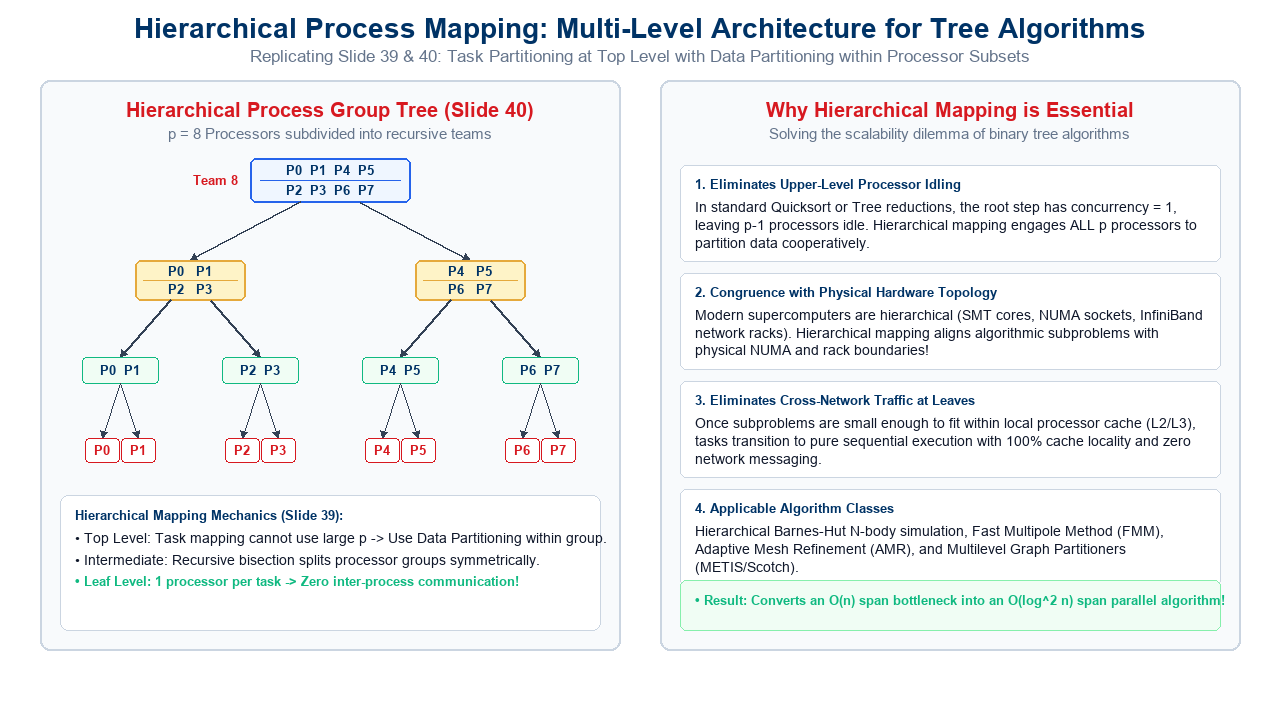 Hierarchical Process Mapping: Multi-Level Architecture for Tree Algorithms
Replicating Slide 39 & 40: Task Partitioning at Top Level with Data Partitioning within Processor Subsets
Hierarchical Process Group Tree (Slide 40)
p = 8 Processors subdivided into recursive teams
Team 8
P0 P1 P4 P5
P2 P3 P6 P7
P0 P1
P2 P3
P4 P5
P6 P7
P0 P1
P2 P3
P4 P5
P6 P7
P0
P1
P2
P3
P4
P5
P6
P7
Hierarchical Mapping Mechanics (Slide 39):
• Top Level: Task mapping cannot use large p -> Use Data Partitioning within group.
• Intermediate: Recursive bisection splits processor groups symmetrically.
• Leaf Level: 1 processor per task -> Zero inter-process communication!
Why Hierarchical Mapping is Essential
Solving the scalability dilemma of binary tree algorithms
1. Eliminates Upper-Level Processor Idling
In standard Quicksort or Tree reductions, the root step has concurrency = 1,
leaving p-1 processors idle. Hierarchical mapping engages ALL p processors to
partition data cooperatively.
2. Congruence with Physical Hardware Topology
Modern supercomputers are hierarchical (SMT cores, NUMA sockets, InfiniBand
network racks). Hierarchical mapping aligns algorithmic subproblems with
physical NUMA and rack boundaries!
3. Eliminates Cross-Network Traffic at Leaves
Once subproblems are small enough to fit within local processor cache (L2/L3),
tasks transition to pure sequential execution with 100% cache locality and zero
network messaging.
4. Applicable Algorithm Classes
Hierarchical Barnes-Hut N-body simulation, Fast Multipole Method (FMM),
Adaptive Mesh Refinement (AMR), and Multilevel Graph Partitioners
(METIS/Scotch).
• Result: Converts an O(n) span bottleneck into an O(log^2 n) span parallel algorithm!